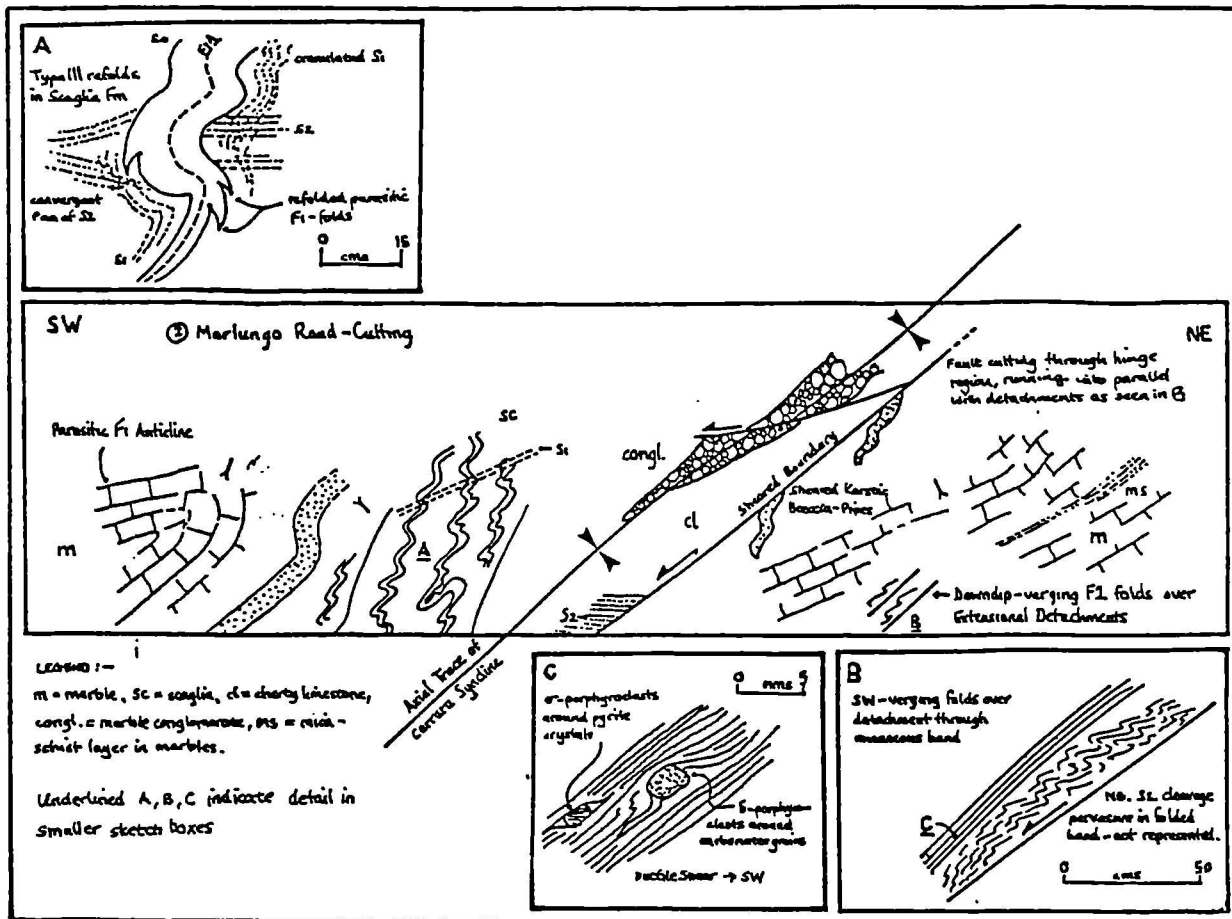 A
Type III refolds
in Scaglia Fm
crenulated S1
S2
convergent
Fan of S2
S1
refolded parasitic
F1-folds
0 15
cms
SW
② Morlungo Road-Cutting
NE
Parasitic F1 Anticline
SC
S1
congl.
Fault cutting through hinge
region, running into parallel
with detachments as seen in B
Sheared Boundary
Sheared Karstic
Breccia-Pipes
cl
m
A
ms
m
S2
Downdip-verging F2 folds over
Extensional Detachments
B
Axial Trace of
Carrara Syncline
LEGEND:-
m = marble, SC = scaglia, cl = cherty limestone,
congl. = marble conglomerate, ms = mica-
schist layer in marbles.
Underlined A, B, C indicate detail in
smaller sketch boxes
C
0 mms 5
σ-porphyroclasts
around pyrite
crystals
δ-porphyro-
clasts around
carbonate grains
Ductile Shear → SW
B
SW-verging folds over
detachment through
band
NB. S2 cleavage
pervasive in folded
band - not represented.
C
0 50
cms